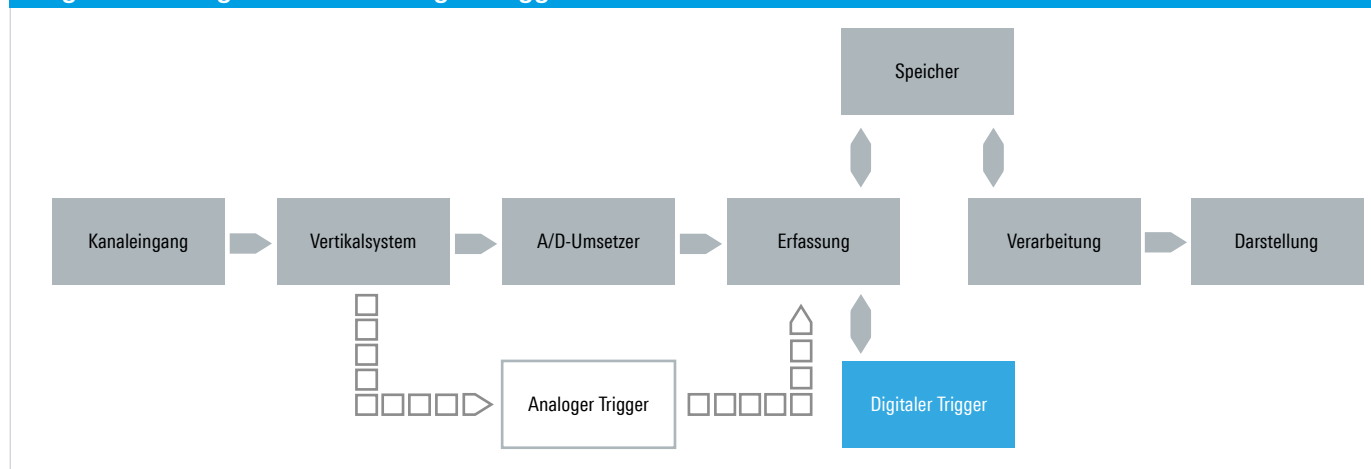 Speicher
Kanaleingang
Vertikalsystem
A/D-Umsetzer
Erfassung
Verarbeitung
Darstellung
Analoger Trigger
Digitaler Trigger